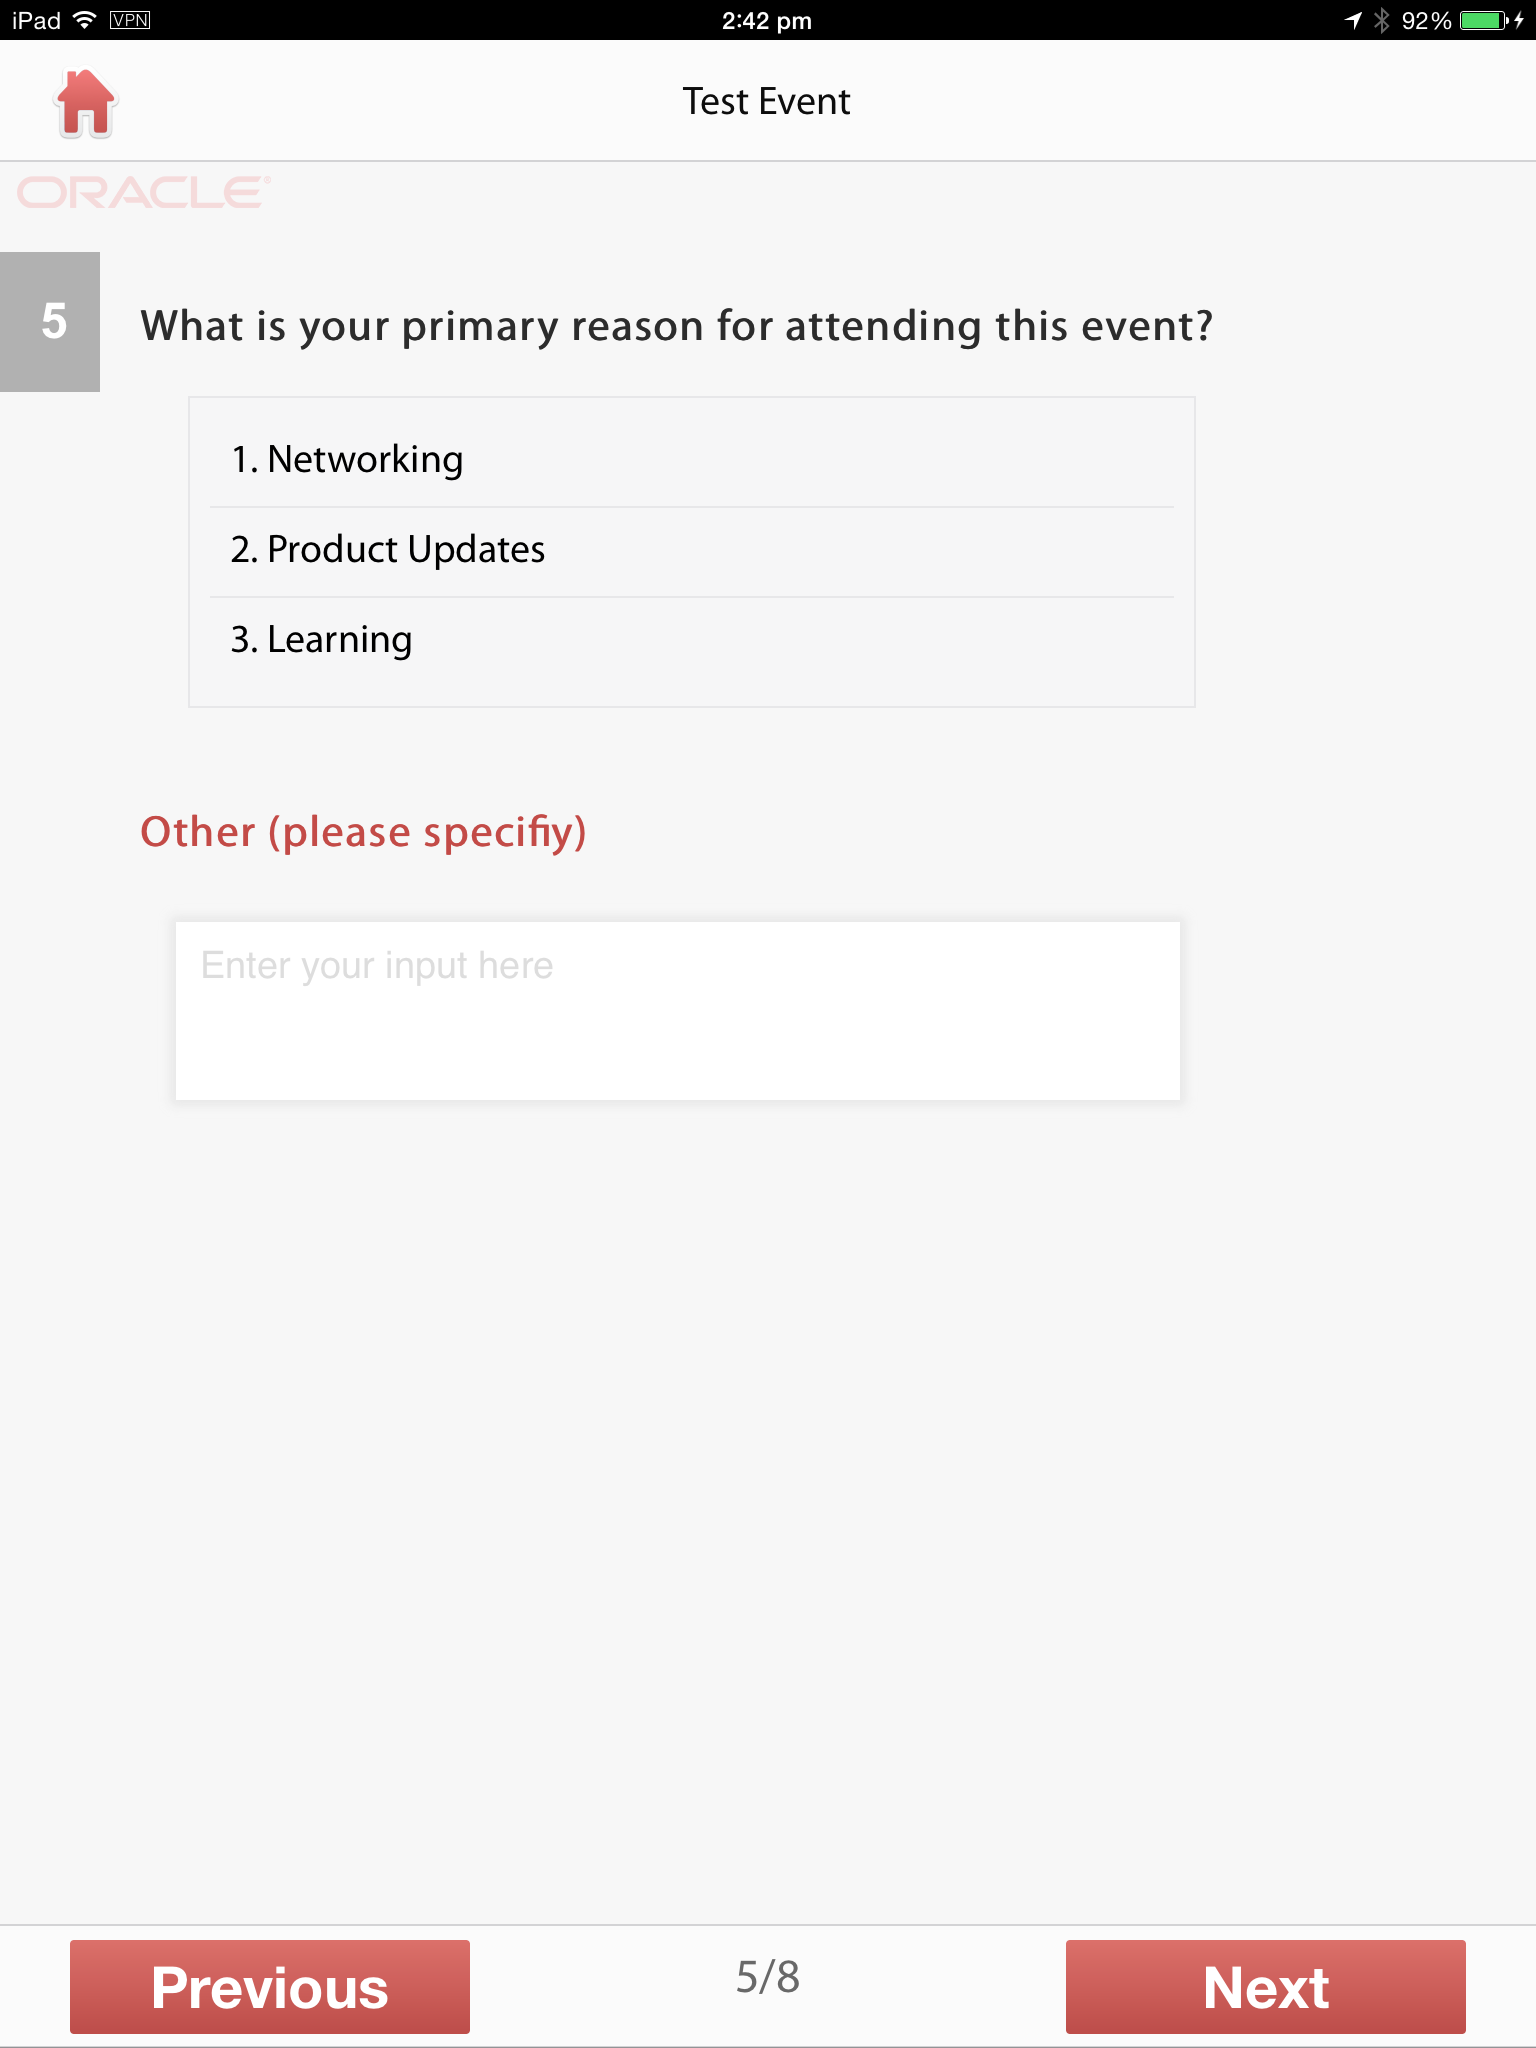 iPad VPN 2:42 pm 92%
Test Event
ORACLE®
5 What is your primary reason for attending this event?
1. Networking
2. Product Updates
3. Learning
Other (please specifiy)
Enter your input here
Previous 5/8 Next